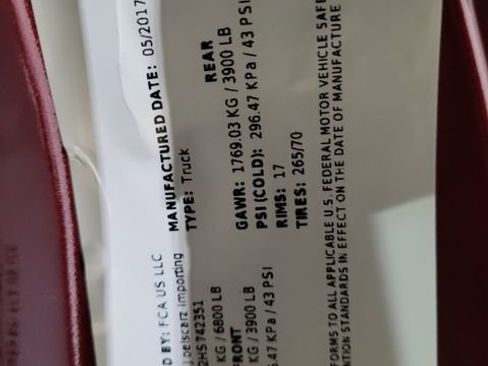 D BY: FCA US LLC MANUFACTURED DATE: 05/2017
oelscarz importing TYPE: Truck
2HS742351
KG / 6800 LB REAR
FRONT GAWR: 1769.03 KG / 3900 LB
KG / 3900 LB PSI (COLD): 296.47 KPa / 43 PSI
.47 KPa / 43 PSI RIMS: 17
TIRES: 265/70
FORMS TO ALL APPLICABLE U.S. FEDERAL MOTOR VEHICLE SAFE
NTION STANDARDS IN EFFECT ON THE DATE OF MANUFACTURE